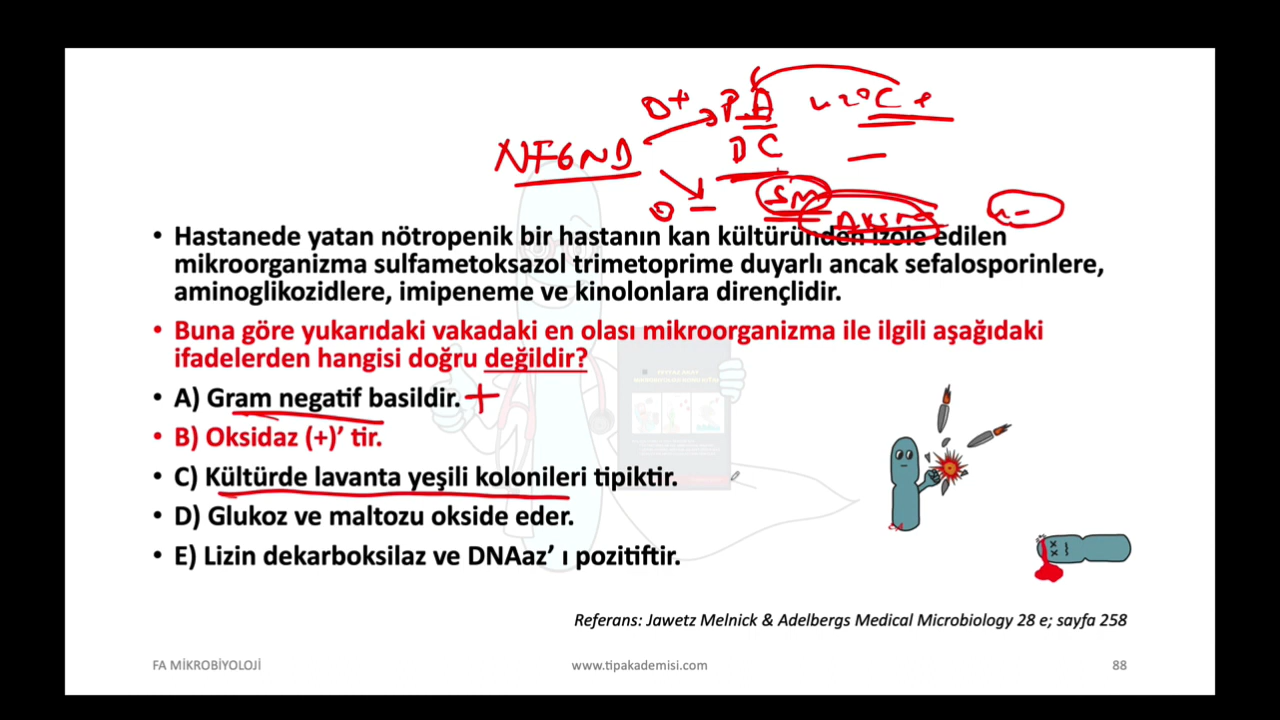 O+ P.A 42°C +
NFGND DC -
O - SM
• Hastanede yatan nötropenik bir hastanın kan kültüründen izole edilen
mikroorganizma sulfametoksazol trimetoprime duyarlı ancak sefalosporinlere,
aminoglikozidlere, imipeneme ve kinolonlara dirençlidir.
• Buna göre yukarıdaki vakadaki en olası mikroorganizma ile ilgili aşağıdaki
ifadelerden hangisi doğru değildir?
• A) Gram negatif basildir. +
• B) Oksidaz (+)’ tir.
• C) Kültürde lavanta yeşili kolonileri tipiktir.
• D) Glukoz ve maltozu okside eder.
• E) Lizin dekarboksilaz ve DNAaz’ ı pozitiftir.
Referans: Jawetz Melnick & Adelbergs Medical Microbiology 28 e; sayfa 258
FA MİKROBİYOLOJİ www.tipakademisi.com 88